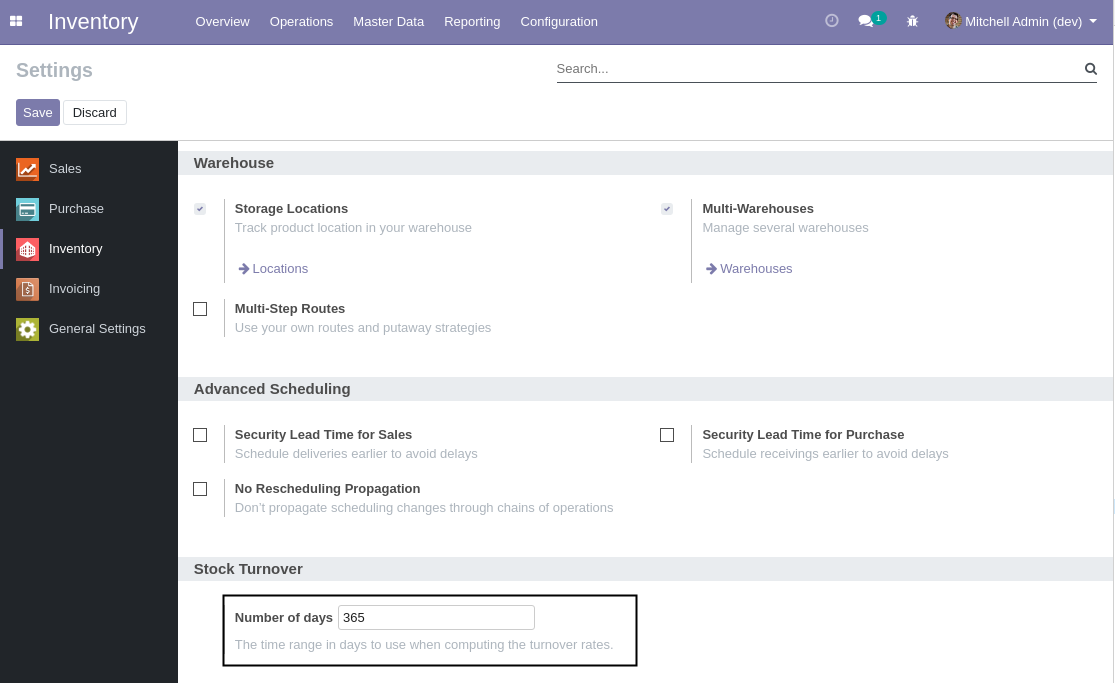 Inventory Overview Operations Master Data Reporting Configuration 1 Mitchell Admin (dev)
Settings
Search...
Save Discard
Sales
Purchase
Inventory
Invoicing
General Settings
Warehouse
Storage Locations
Track product location in your warehouse
Locations
Multi-Warehouses
Manage several warehouses
Warehouses
Multi-Step Routes
Use your own routes and putaway strategies
Advanced Scheduling
Security Lead Time for Sales
Schedule deliveries earlier to avoid delays
Security Lead Time for Purchase
Schedule receivings earlier to avoid delays
No Rescheduling Propagation
Don’t propagate scheduling changes through chains of operations
Stock Turnover
Number of days 365
The time range in days to use when computing the turnover rates.